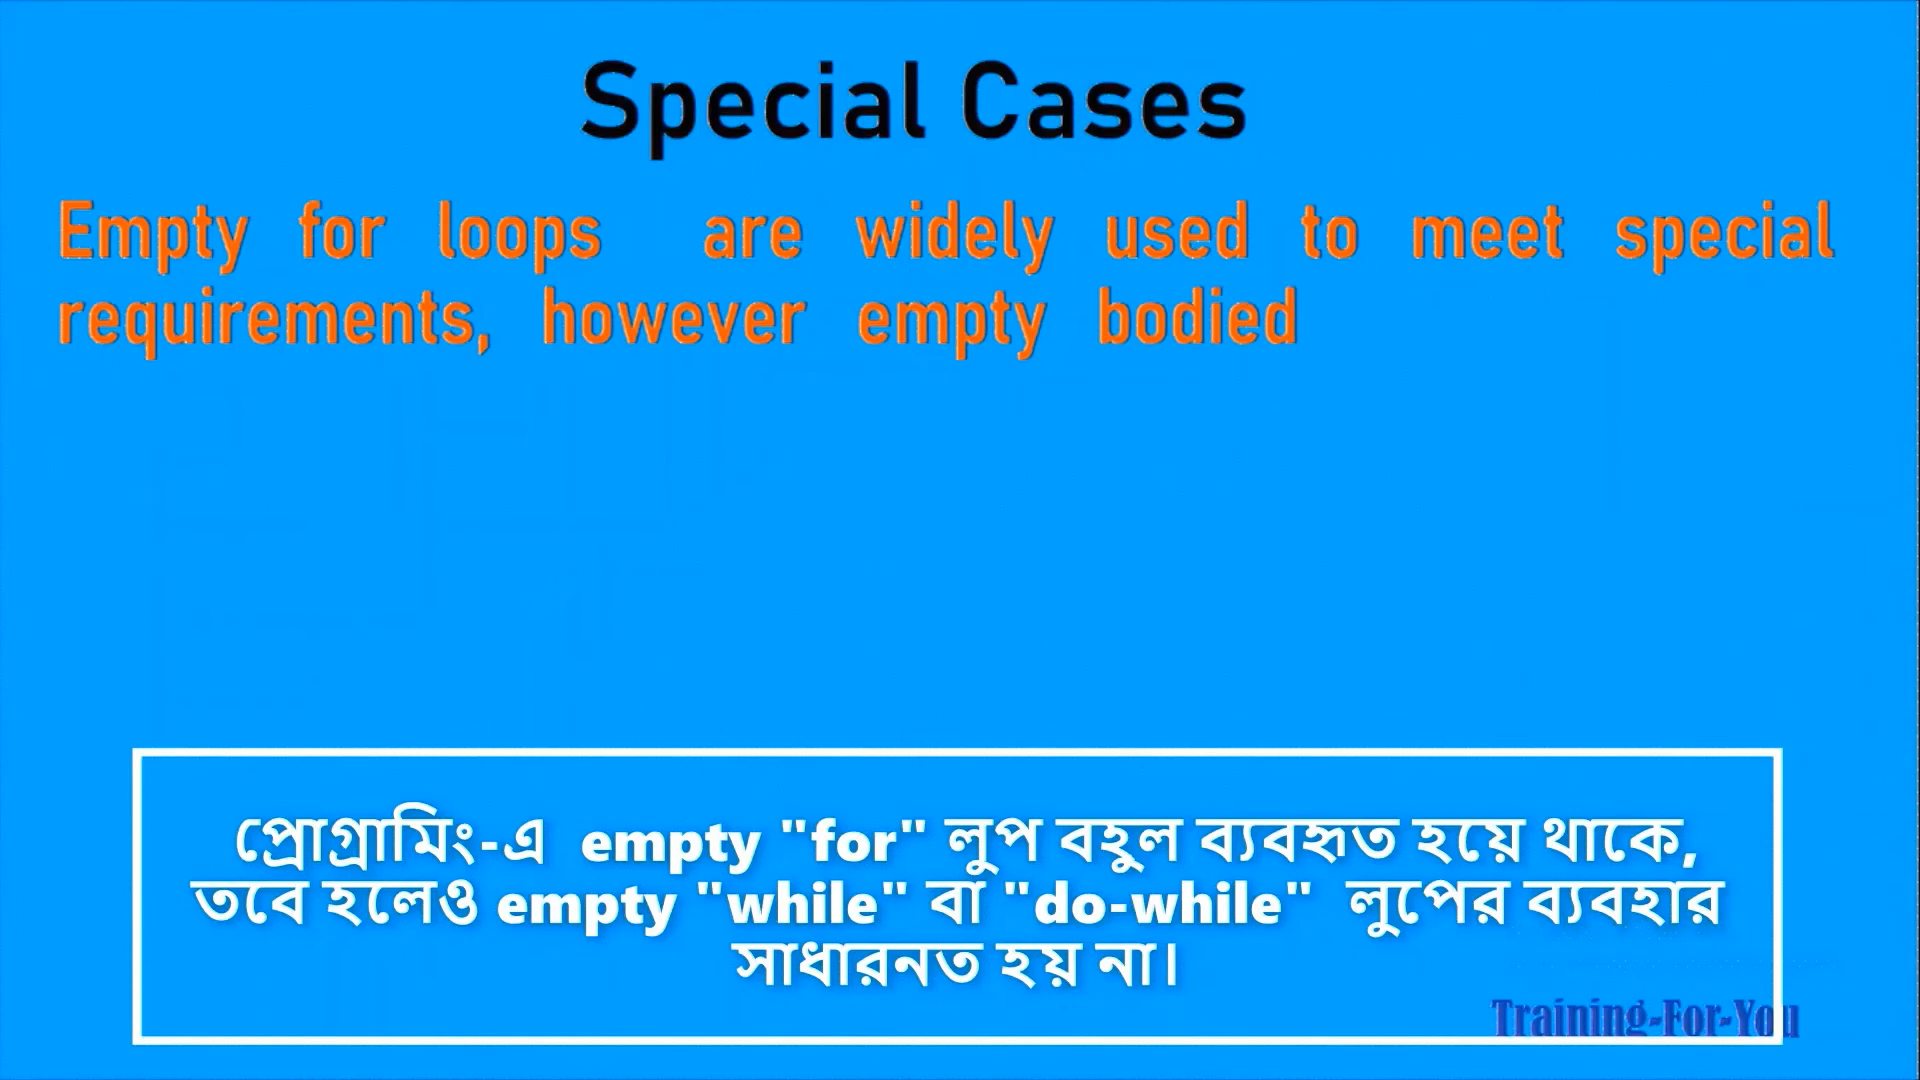 Special Cases
Empty for loops are widely used to meet special
requirements, however empty bodied
প্রোগ্রামিং-এ empty "for" লুপ বহুল ব্যবহৃত হয়ে থাকে,
তবে হলেও empty "while" বা "do-while" লুপের ব্যবহার
সাধারনত হয় না।
Training-For-You